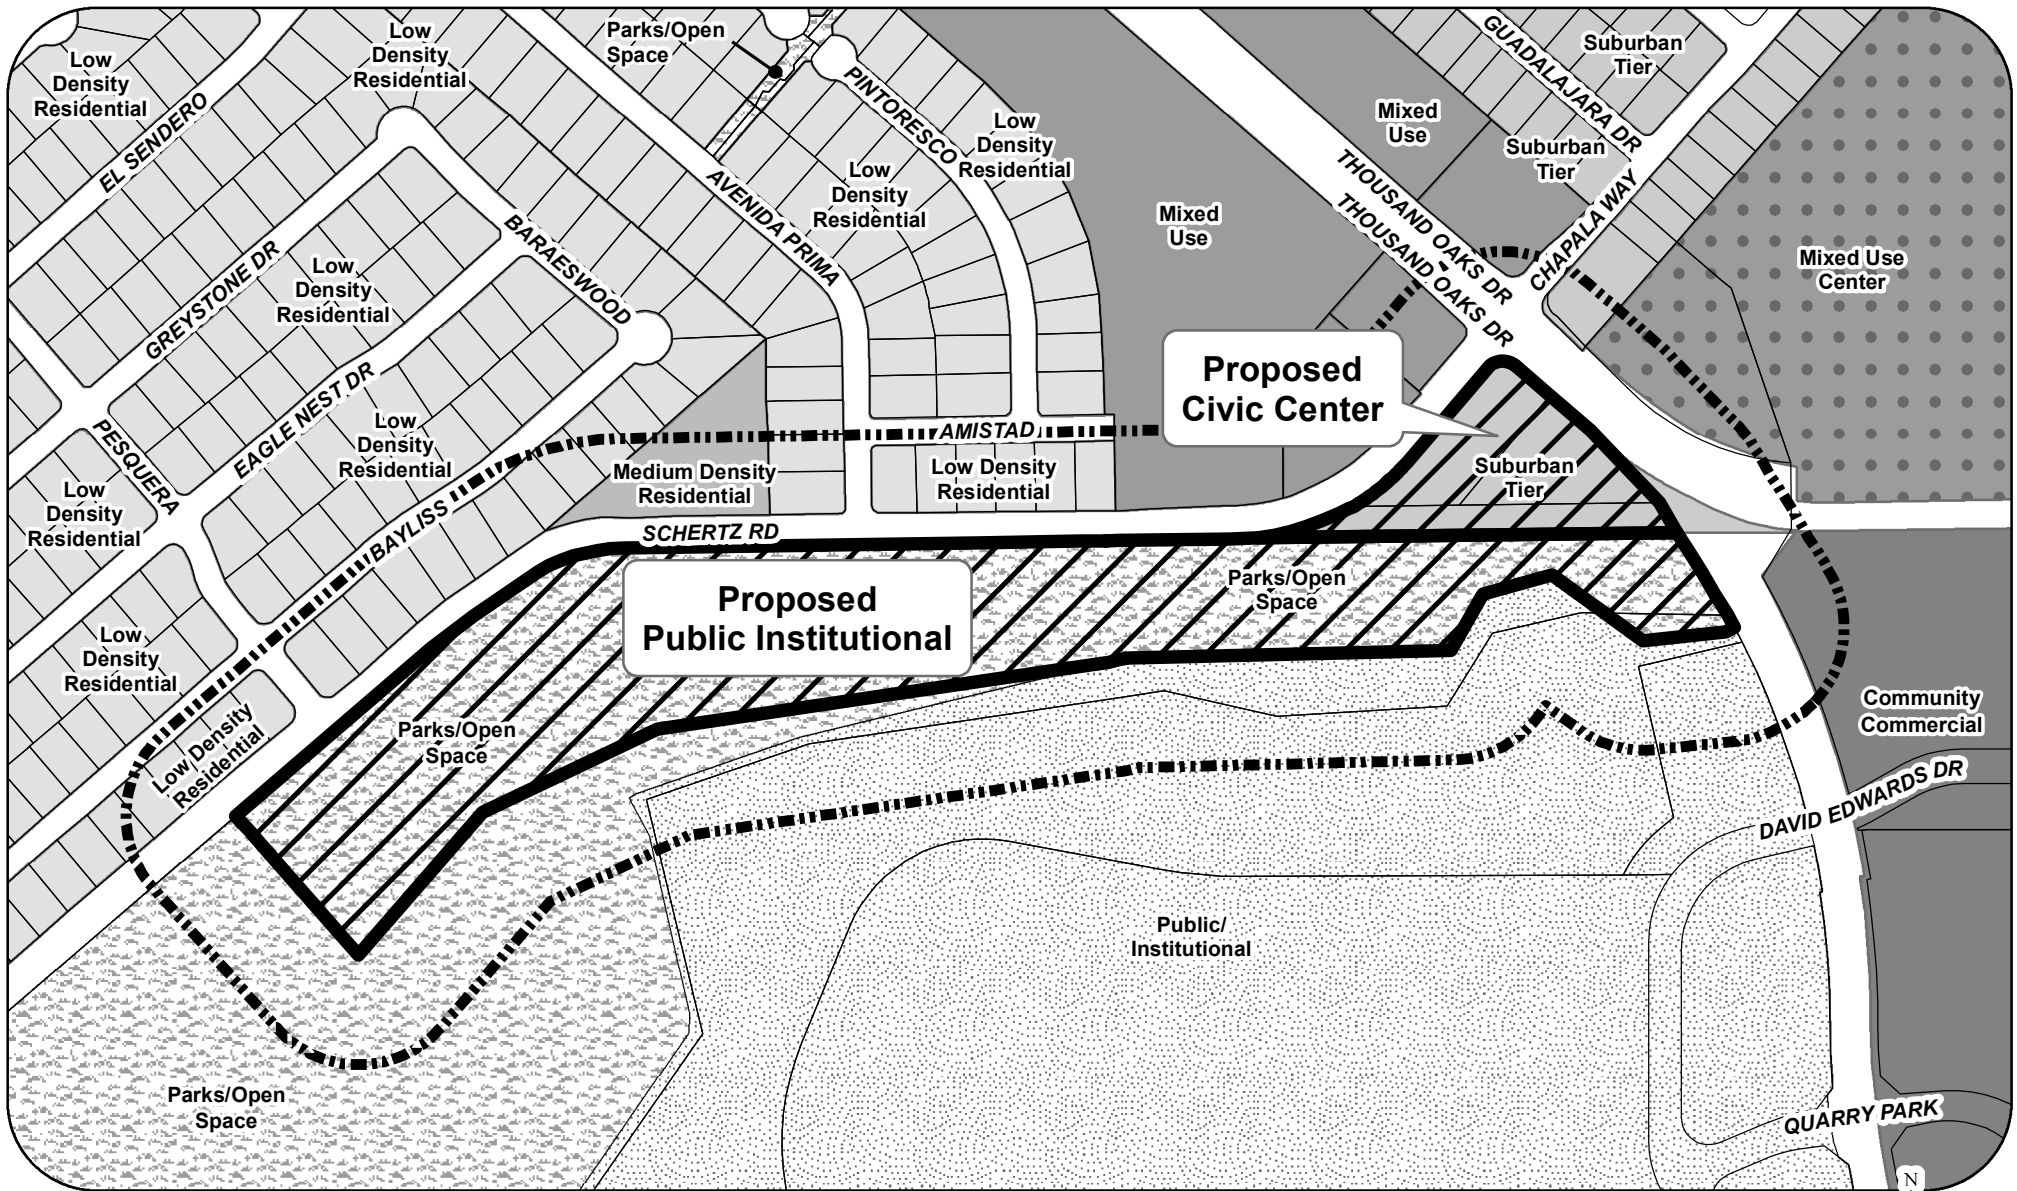 Low
Density
Residential
Low
Density
Residential
Parks/Open
Space
EL SENDERO
PINTORESCO
Low
Density
Residential
GUADALAJARA DR
Suburban
Tier
Mixed
Use
Suburban
Tier
Low
Density
Residential
AVENIDA PRIMA
Mixed
Use
THOUSAND OAKS DR
THOUSAND OAKS DR
CHAPALA WAY
Mixed Use
Center
GREYSTONE DR
Low
Density
Residential
BARAESWOOD
Proposed
Civic Center
PESQUERA
EAGLE NEST DR
Low
Density
Residential
AMISTAD
Low
Density
Residential
Medium Density
Residential
Low Density
Residential
Suburban
Tier
BAYLISS
SCHERTZ RD
Proposed
Public Institutional
Parks/Open
Space
Low
Density
Residential
Low Density
Residential
Parks/Open
Space
Community
Commercial
DAVID EDWARDS DR
Public/
Institutional
Parks/Open
Space
QUARRY PARK
N